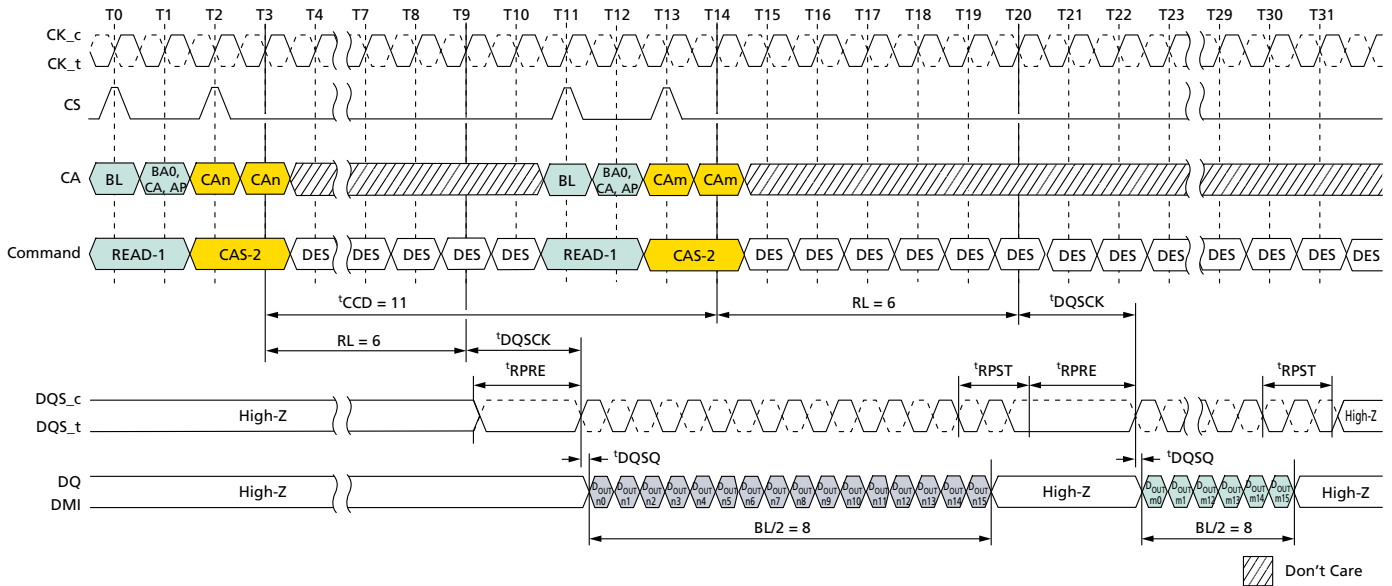 T0 T1 T2 T3 T4 T7 T8 T9 T10 T11 T12 T13 T14 T15 T16 T17 T18 T19 T20 T21 T22 T23 T29 T30 T31
CK_c
CK_t
CS
CA BL BA0, CA, AP CAn CAn BL BA0, CA, AP CAm CAm
Command READ-1 CAS-2 DES DES DES DES DES READ-1 CAS-2 DES DES DES DES DES DES DES DES DES DES DES DES DES
tCCD = 11 RL = 6 tDQSCK
RL = 6 tDQSCK
tRPRE tRPST tRPRE tRPST
DQS_c
DQS_t
High-Z High-Z
tDQSQ tDQSQ
DQ
DMI
High-Z DOUT n0 DOUT n1 DOUT n2 DOUT n3 DOUT n4 DOUT n5 DOUT n6 DOUT n7 DOUT n8 DOUT n9 DOUT n10 DOUT n11 DOUT n12 DOUT n13 DOUT n14 DOUT n15 High-Z DOUT m0 DOUT m1 DOUT m12 DOUT m13 DOUT m14 DOUT m15 High-Z
BL/2 = 8 BL/2 = 8
Don't Care